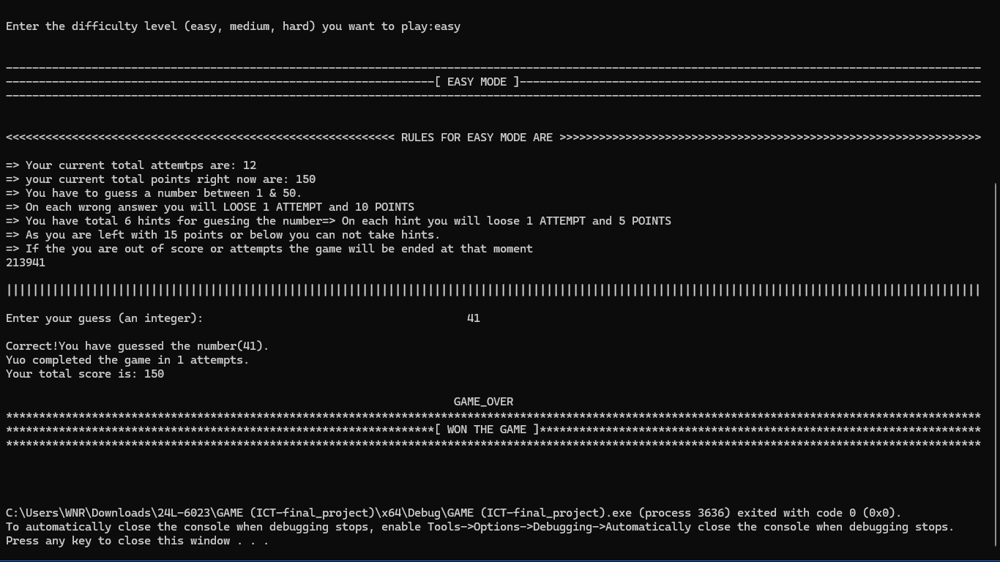 Enter the difficulty level (easy, medium, hard) you want to play:easy
----------------------------------------------------------------------------------------------------------------------------------------------------
-----------------------------------------------------------------[ EASY MODE ]----------------------------------------------------------------------
----------------------------------------------------------------------------------------------------------------------------------------------------
<<<<<<<<<<<<<<<<<<<<<<<<<<<<<<<<<<<<<<<<<<<<<<<<<<<<<<<<<<< RULES FOR EASY MODE ARE >>>>>>>>>>>>>>>>>>>>>>>>>>>>>>>>>>>>>>>>>>>>>>>>>>>>>>>>>>>>>>>>
=> Your current total attemtps are: 12
=> your current total points right now are: 150
=> You have to guess a number between 1 & 50.
=> On each wrong answer you will LOOSE 1 ATTEMPT and 10 POINTS
=> You have total 6 hints for guesing the number=> On each hint you will loose 1 ATTEMPT and 5 POINTS
=> As you are left with 15 points or below you can not take hints.
=> If the you are out of score or attempts the game will be ended at that moment
213941
||||||||||||||||||||||||||||||||||||||||||||||||||||||||||||||||||||||||||||||||||||||||||||||||||||||||||||||||||||||||||||||||||||||||||||||||||||
Enter your guess (an integer): 41
Correct!You have guessed the number(41).
Yuo completed the game in 1 attempts.
Your total score is: 150
GAME_OVER
****************************************************************************************************************************************************
*****************************************************************[ WON THE GAME ]*******************************************************************
****************************************************************************************************************************************************
C:\Users\WNR\Downloads\24L-6023\GAME (ICT-final_project)\x64\Debug\GAME (ICT-final_project).exe (process 3636) exited with code 0 (0x0).
To automatically close the console when debugging stops, enable Tools->Options->Debugging->Automatically close the console when debugging stops.
Press any key to close this window . . .